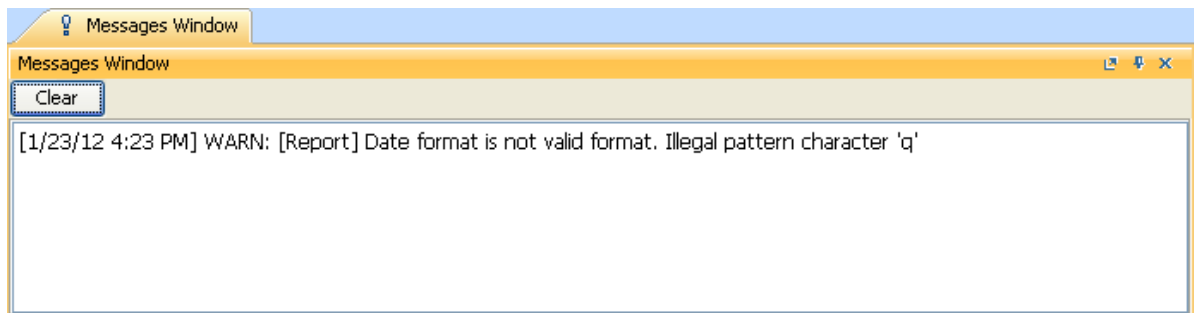 Messages Window
Messages Window
Clear
[1/23/12 4:23 PM] WARN: [Report] Date format is not valid format. Illegal pattern character 'q'